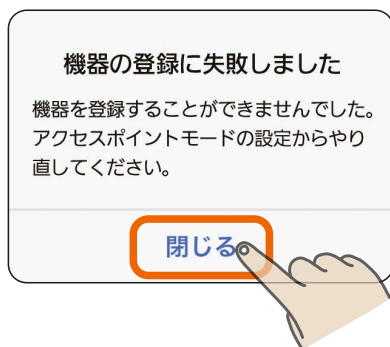 機器の登録に失敗しました
機器を登録することができませんでした。
アクセスポイントモードの設定からやり
直してください。
閉じる